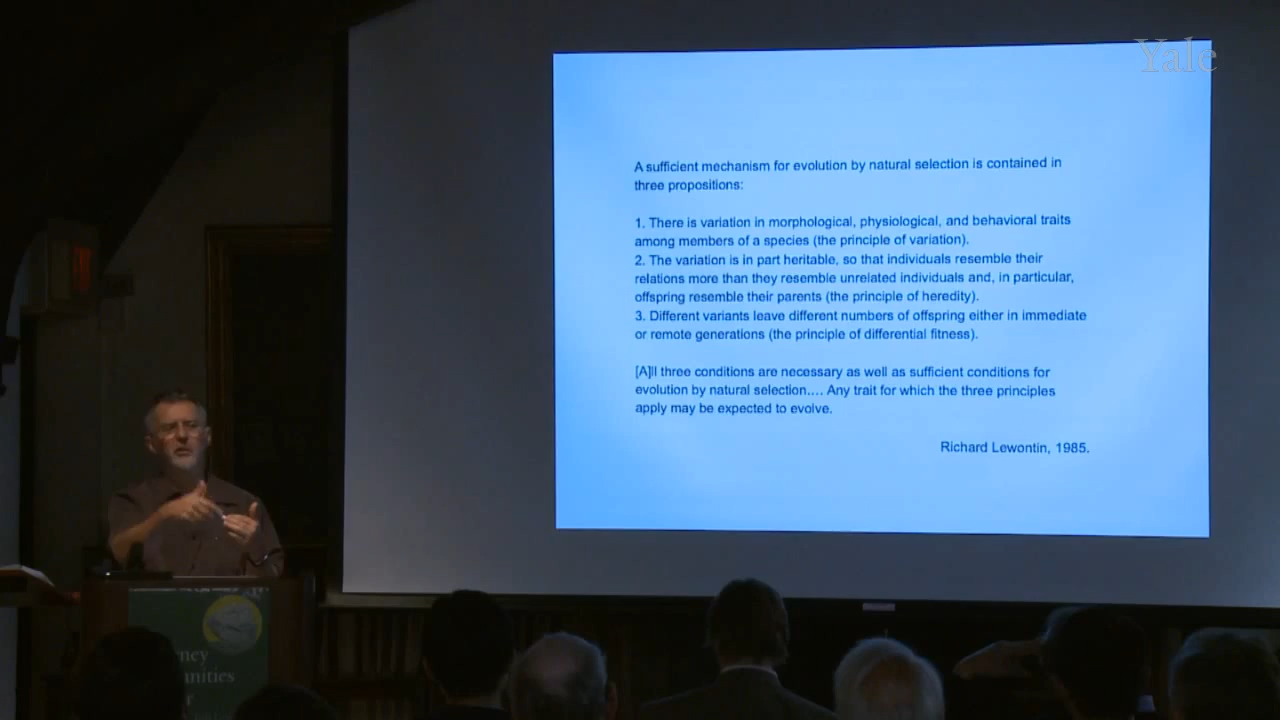 Yale
A sufficient mechanism for evolution by natural selection is contained in
three propositions:
1. There is variation in morphological, physiological, and behavioral traits
among members of a species (the principle of variation).
2. The variation is in part heritable, so that individuals resemble their
relations more than they resemble unrelated individuals and, in particular,
offspring resemble their parents (the principle of heredity).
3. Different variants leave different numbers of offspring either in immediate
or remote generations (the principle of differential fitness).
[A]ll three conditions are necessary as well as sufficient conditions for
evolution by natural selection.... Any trait for which the three principles
apply may be expected to evolve.
Richard Lewontin, 1985.